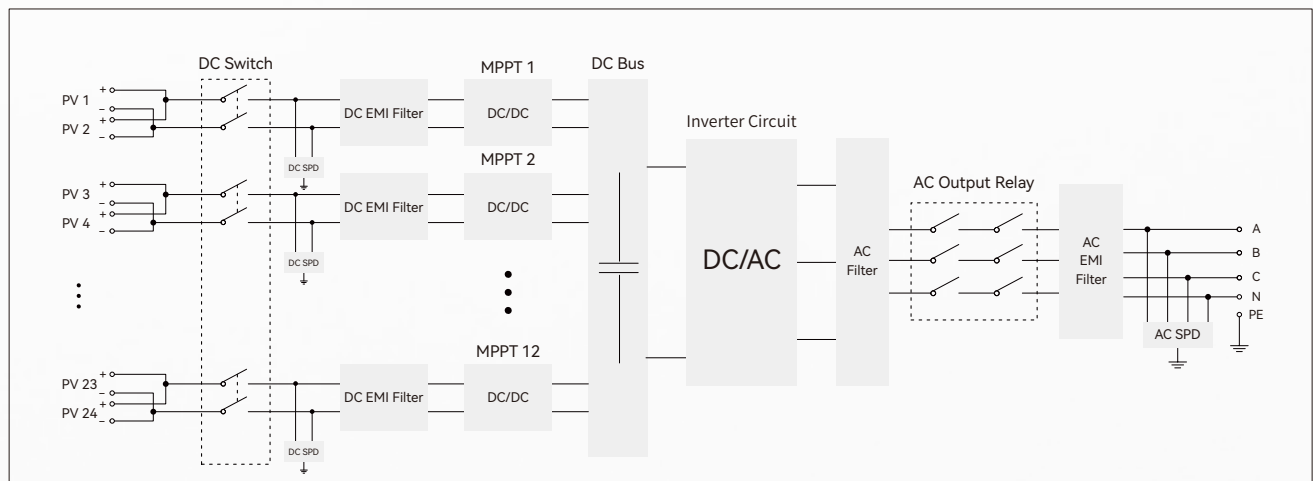 DC Switch
MPPT 1
DC Bus
PV 1
+
−
PV 2
+
−
DC EMI Filter
DC/DC
DC SPD
Inverter Circuit
MPPT 2
PV 3
+
−
PV 4
+
−
DC EMI Filter
DC/DC
DC SPD
DC/AC
AC
Filter
AC Output Relay
AC
EMI
Filter
A
B
C
N
PE
AC SPD
MPPT 12
PV 23
+
−
PV 24
+
−
DC EMI Filter
DC/DC
DC SPD